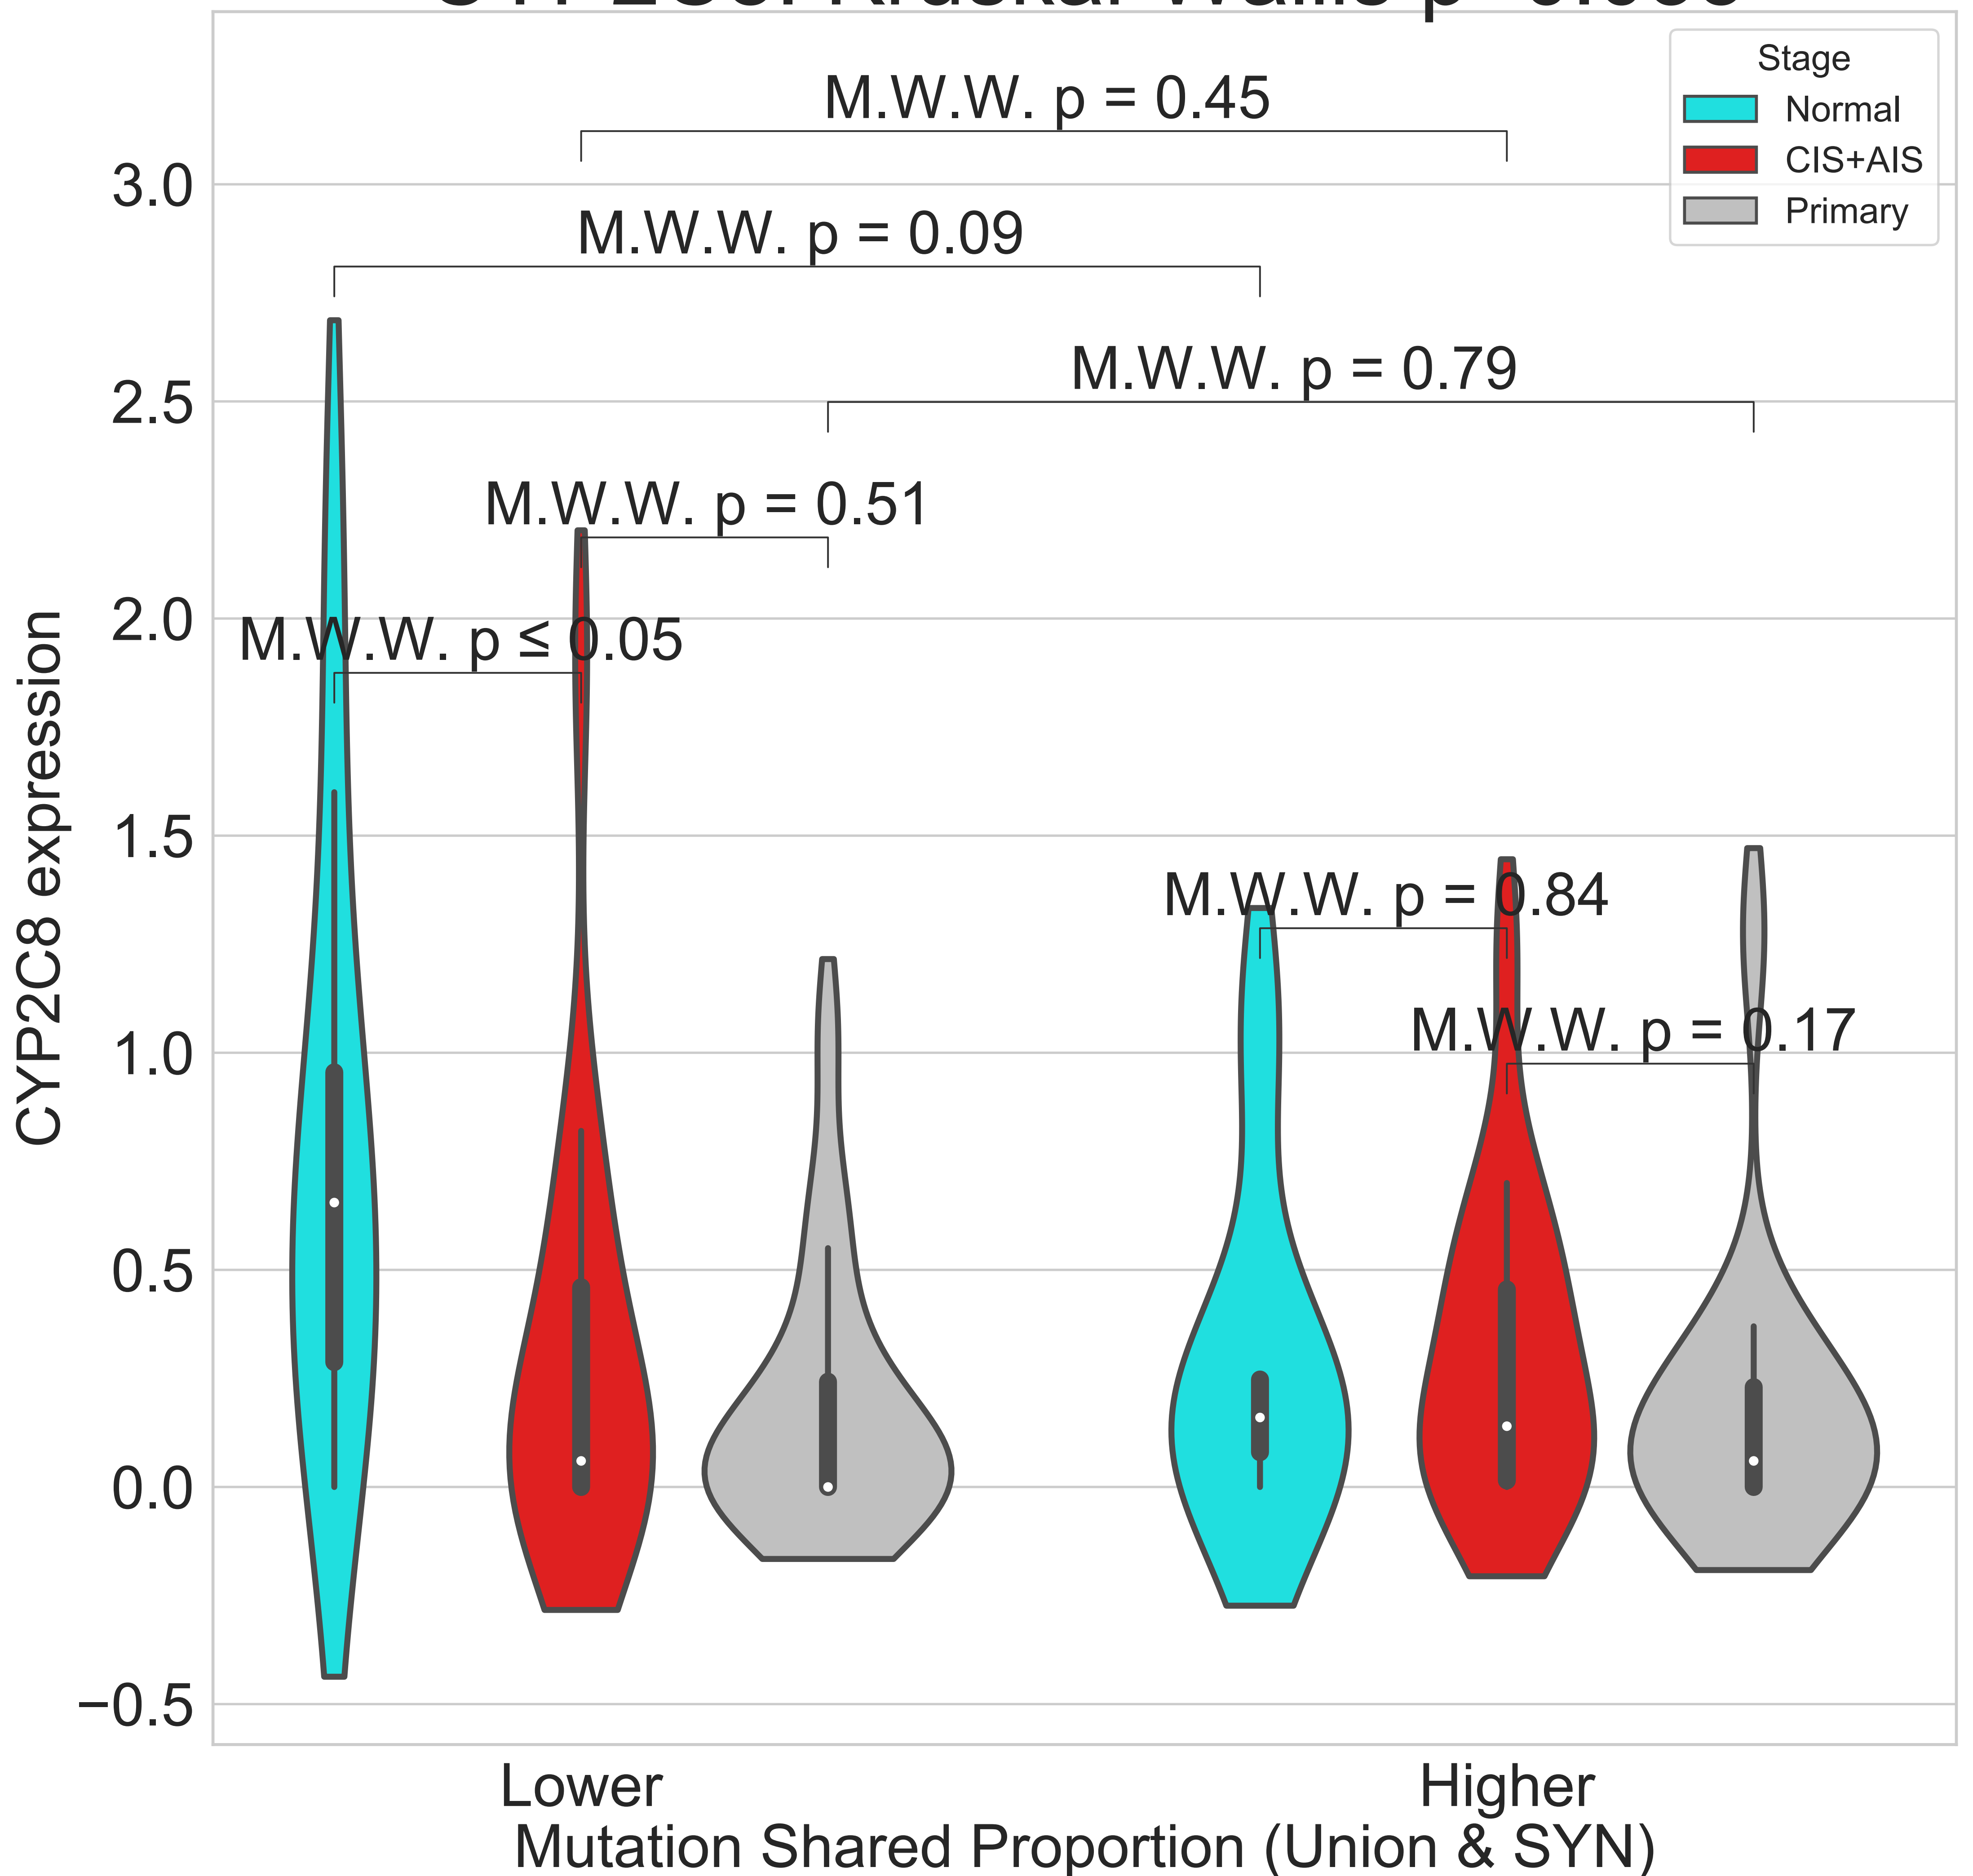 Stage
Normal
CIS+AIS
Primary
M.W.W. p = 0.45
M.W.W. p = 0.09
M.W.W. p = 0.79
M.W.W. p = 0.51
M.W.W. p ≤ 0.05
M.W.W. p = 0.84
M.W.W. p = 0.17
CYP2C8 expression
3.0
2.5
2.0
1.5
1.0
0.5
0.0
−0.5
Lower
Higher
Mutation Shared Proportion (Union & SYN)